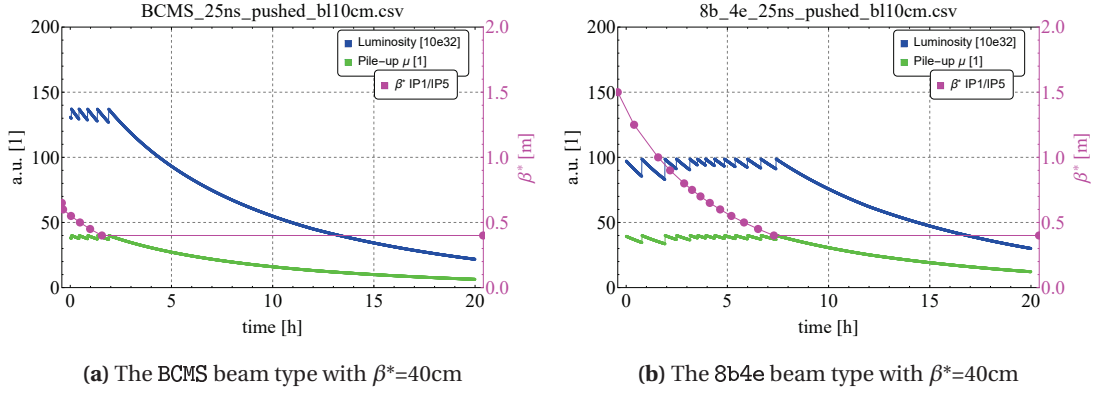 BCMS_25ns_pushed_bl10cm.csv
200
150
100
50
0
a.u. [1]
Luminosity [10e32]
Pile-up μ [1]
β* IP1/IP5
2.0
1.5
1.0
0.5
0.0
β* [m]
0 5 10 15 20
time [h]
(a) The BCMS beam type with β*=40cm
8b_4e_25ns_pushed_bl10cm.csv
200
150
100
50
0
a.u. [1]
Luminosity [10e32]
Pile-up μ [1]
β* IP1/IP5
2.0
1.5
1.0
0.5
0.0
β* [m]
0 5 10 15 20
time [h]
(b) The 8b4e beam type with β*=40cm